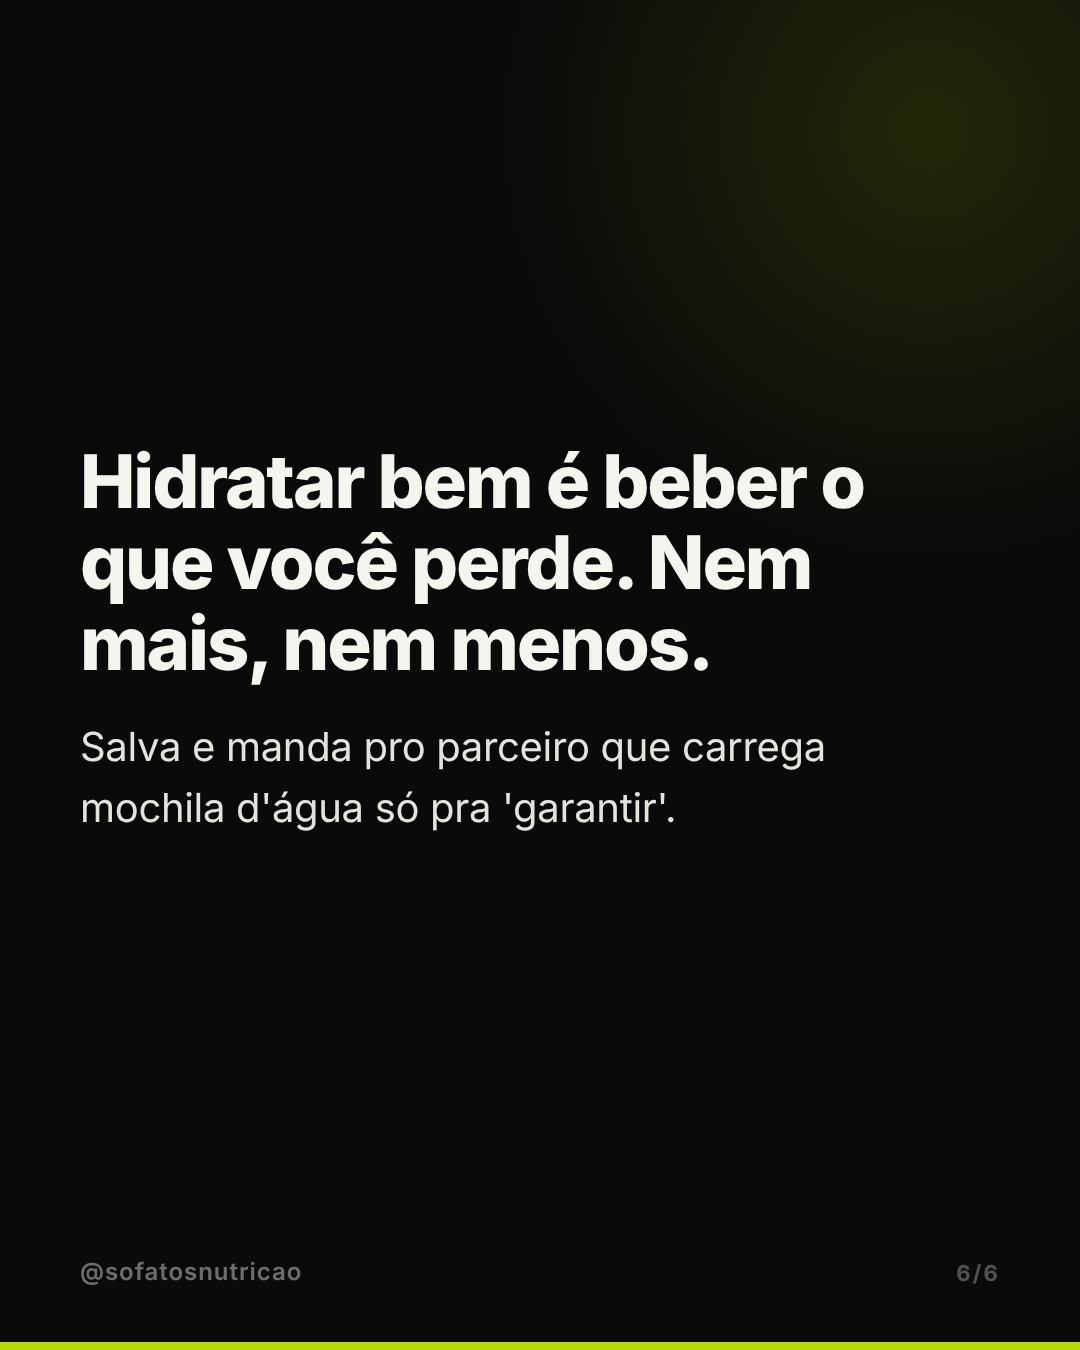 Hidratar bem é beber o
que você perde. Nem
mais, nem menos.
Salva e manda pro parceiro que carrega
mochila d'água só pra 'garantir'.
@sofatosnutricao
6/6